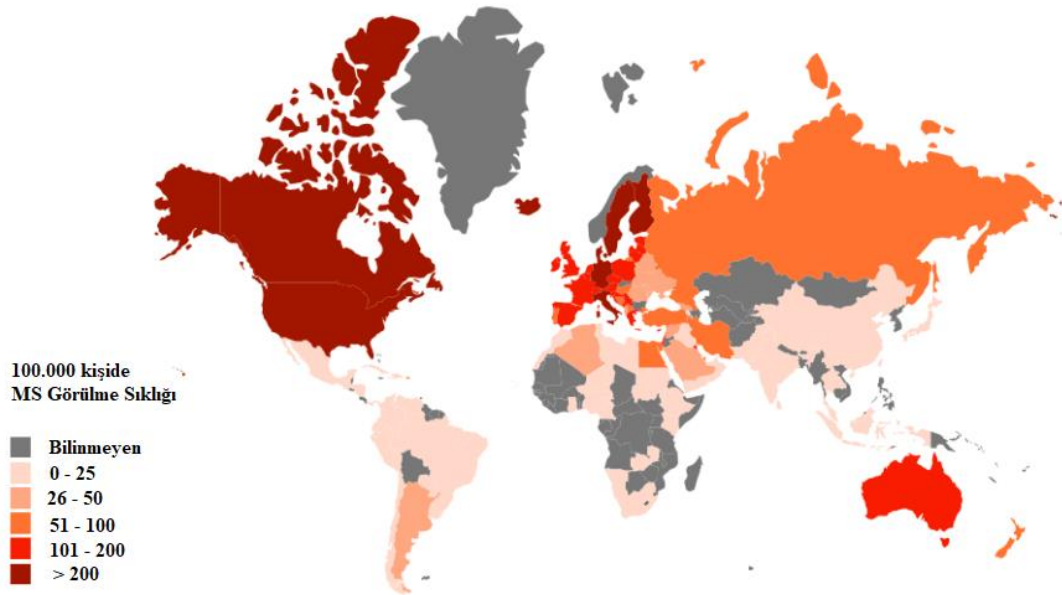 100.000 kişide
MS Görülme Sıklığı
Bilinmeyen
0 - 25
26 - 50
51 - 100
101 - 200
> 200